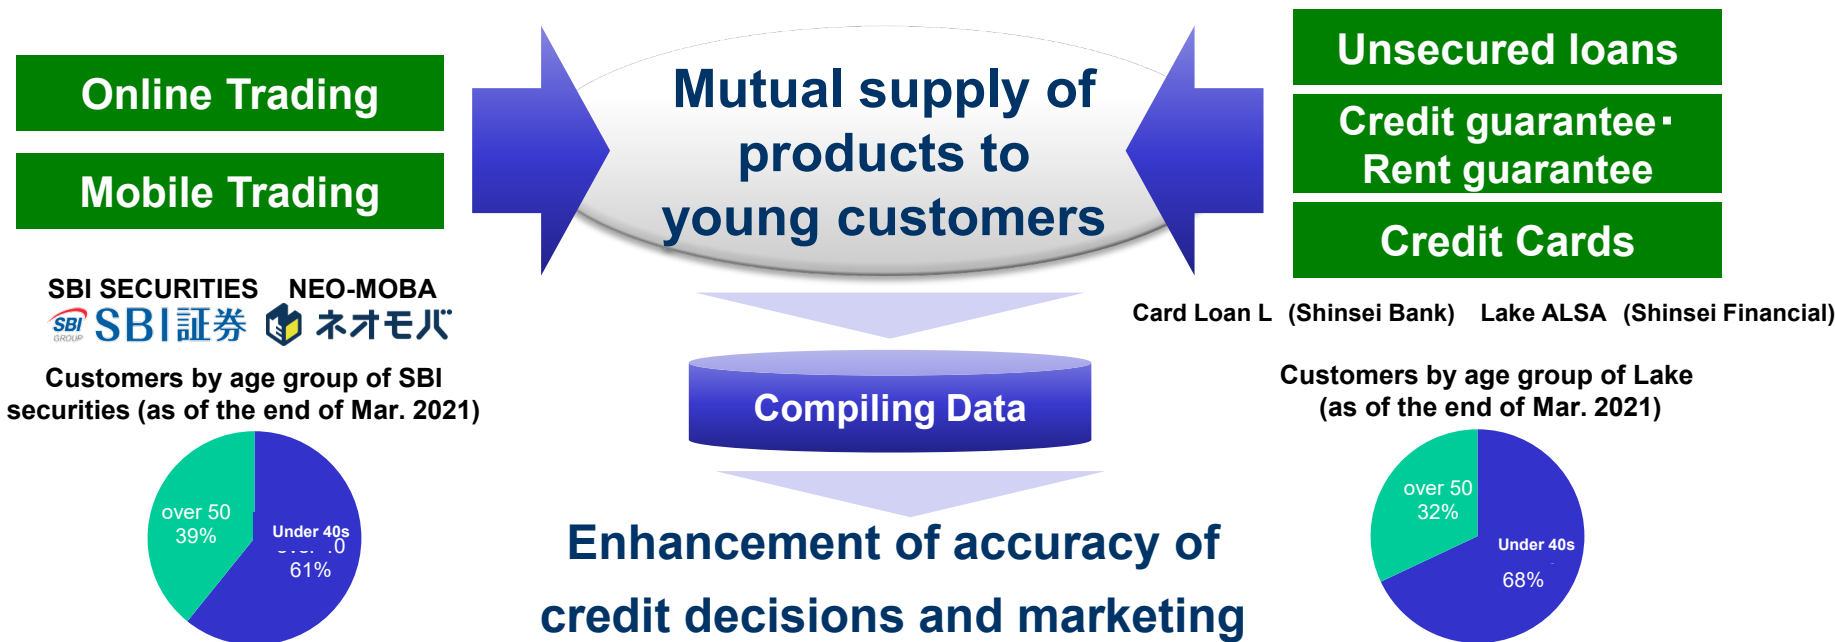 Online Trading
Mobile Trading
SBI SECURITIES NEO-MOBA
SBI GROUP SBI証券 ネオモバ
Customers by age group of SBI
securities (as of the end of Mar. 2021)
over 50
39%
Under 40s
61%
Mutual supply of
products to
young customers
Compiling Data
Enhancement of accuracy of
credit decisions and marketing
Unsecured loans
Credit guarantee･
Rent guarantee
Credit Cards
Card Loan L (Shinsei Bank) Lake ALSA (Shinsei Financial)
Customers by age group of Lake
(as of the end of Mar. 2021)
over 50
32%
Under 40s
68%